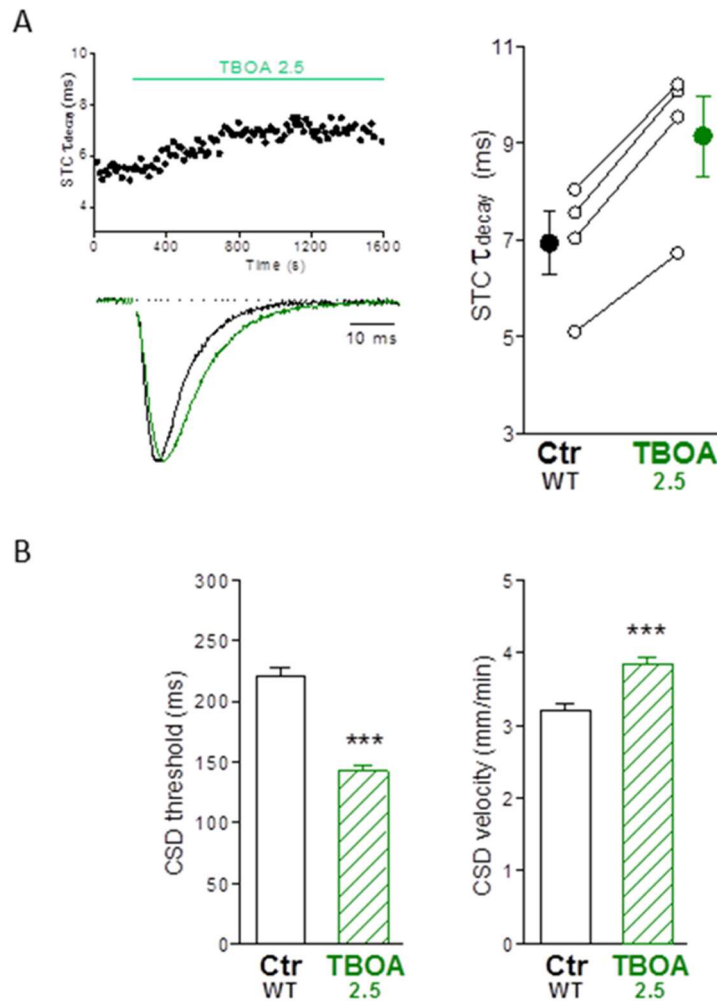 A
TBOA 2.5
STC τdecay (ms)
10
8
6
4
0
400
800
1200
1600
Time (s)
10 ms
STC τdecay (ms)
11
9
7
5
3
Ctr
WT
TBOA
2.5
B
CSD threshold (ms)
300
250
200
150
100
50
0
***
Ctr
WT
TBOA
2.5
CSD velocity (mm/min)
5
4
3
2
1
0
***
Ctr
WT
TBOA
2.5